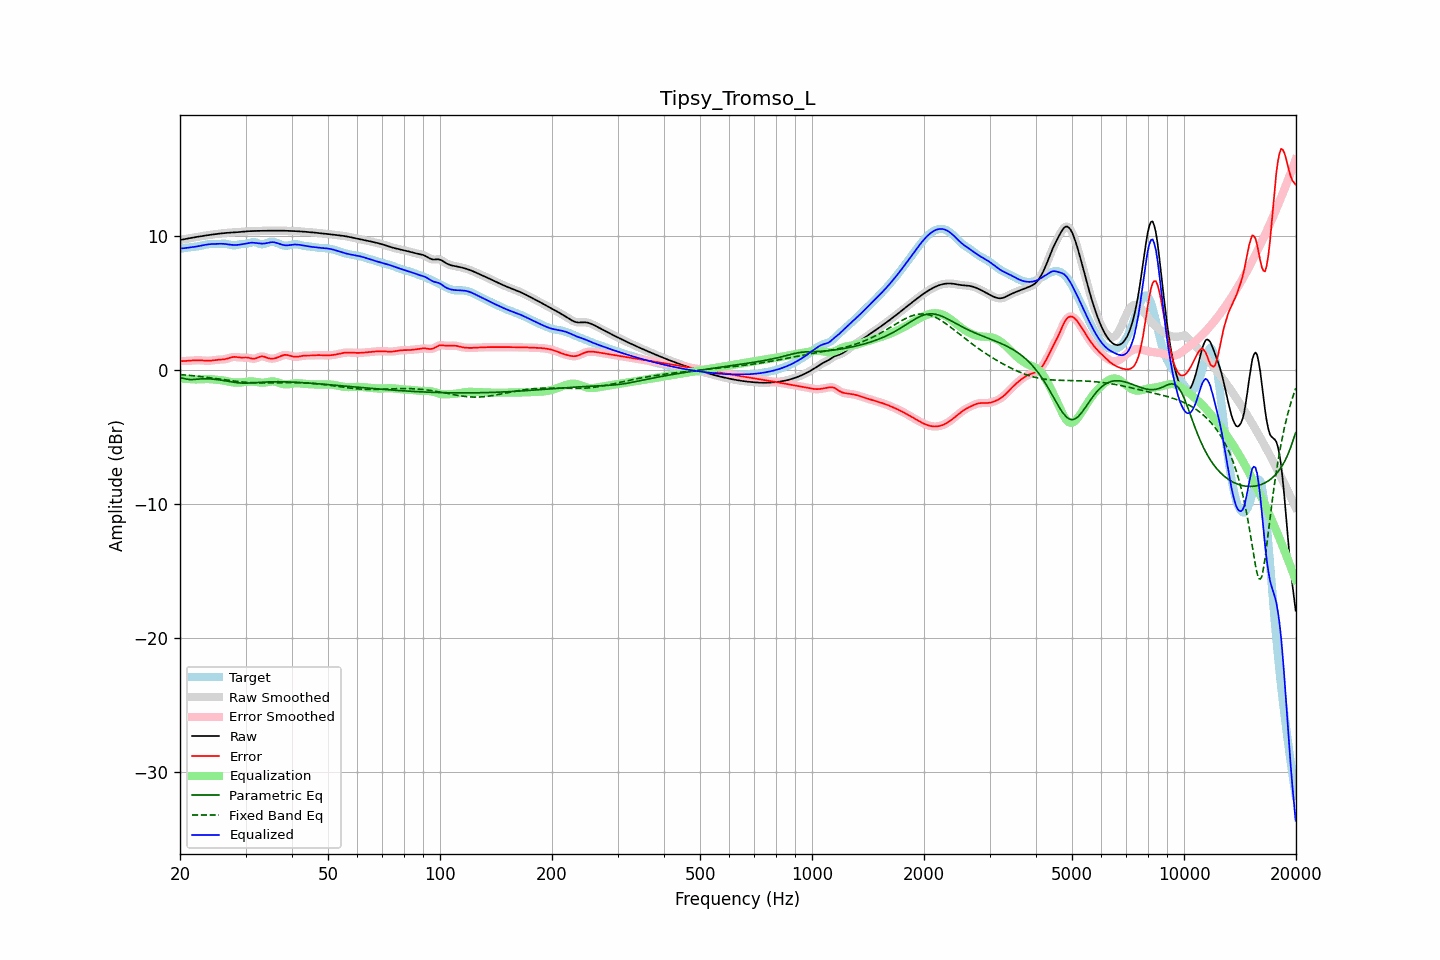 Tipsy_Tromso_L
Amplitude (dBr)
10
0
−10
−20
−30
Target
Raw Smoothed
Error Smoothed
Raw
Error
Equalization
Parametric Eq
Fixed Band Eq
Equalized
20 50 100 200 500 1000 2000 5000 10000 20000
Frequency (Hz)